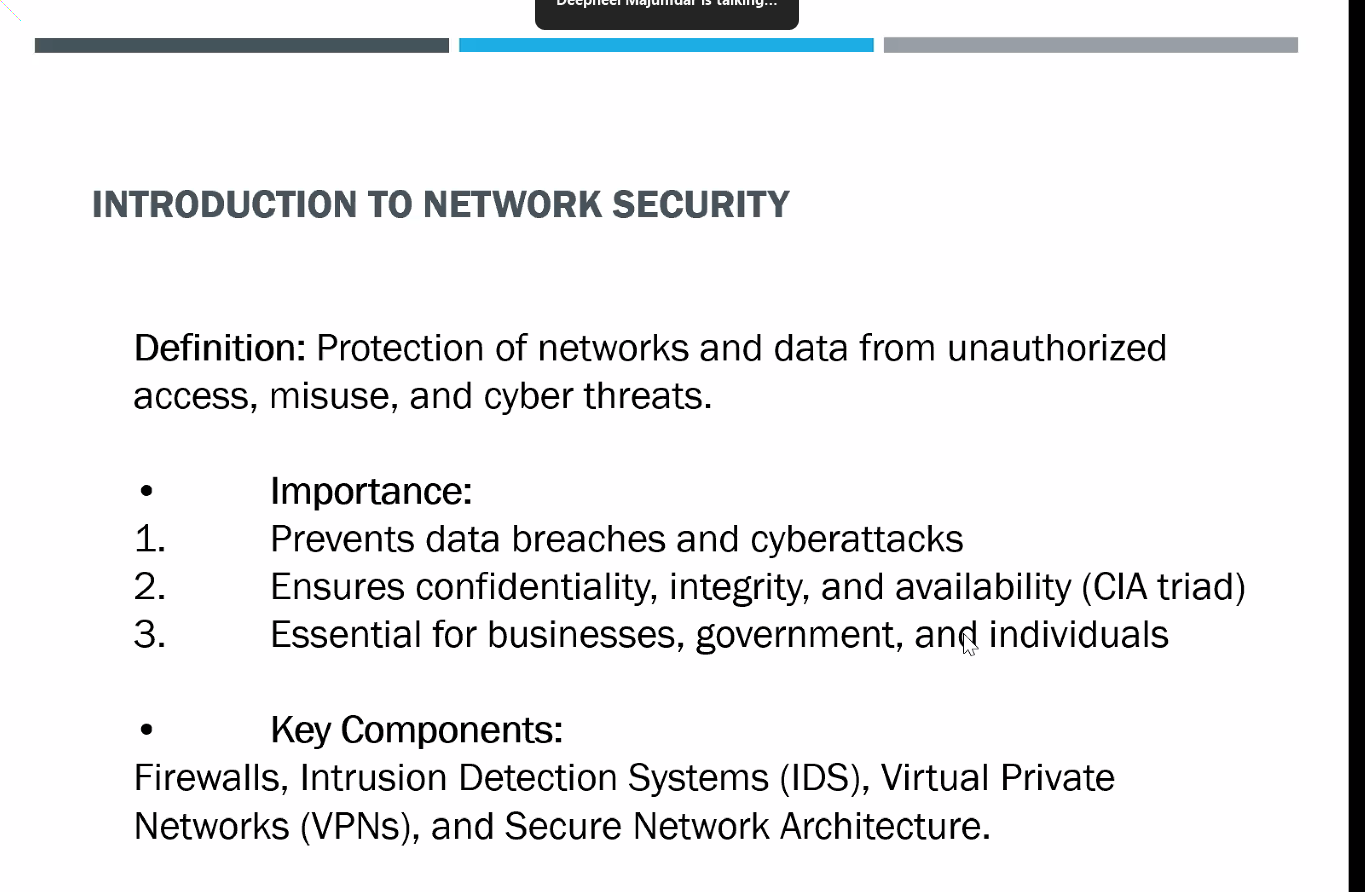 Deepneel Majumdar is talking...
INTRODUCTION TO NETWORK SECURITY
Definition: Protection of networks and data from unauthorized
access, misuse, and cyber threats.
• Importance:
1. Prevents data breaches and cyberattacks
2. Ensures confidentiality, integrity, and availability (CIA triad)
3. Essential for businesses, government, and individuals
• Key Components:
Firewalls, Intrusion Detection Systems (IDS), Virtual Private
Networks (VPNs), and Secure Network Architecture.